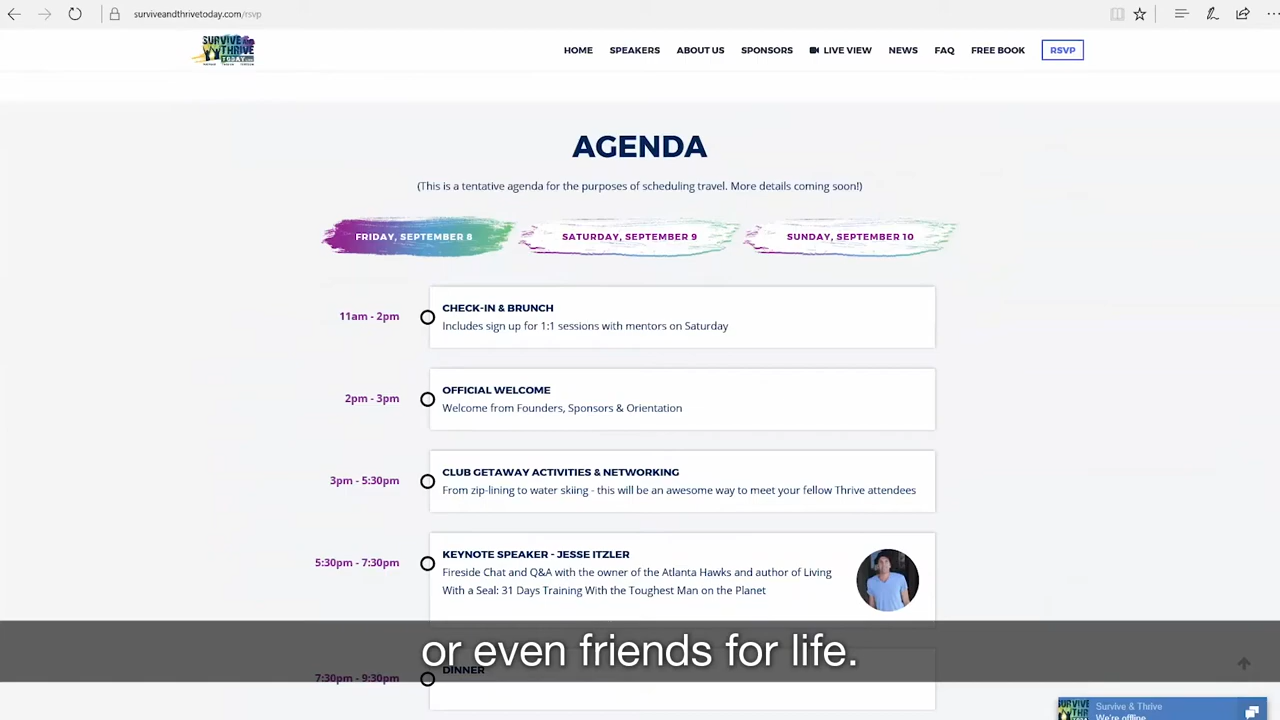 surviveandthrivetoday.com/rsvp
SURVIVE AND
THRIVE
TODAY
HOME SPEAKERS ABOUT US SPONSORS LIVE VIEW NEWS FAQ FREE BOOK RSVP
AGENDA
(This is a tentative agenda for the purposes of scheduling travel. More details coming soon!)
FRIDAY, SEPTEMBER 8 SATURDAY, SEPTEMBER 9 SUNDAY, SEPTEMBER 10
11am - 2pm
CHECK-IN & BRUNCH
Includes sign up for 1:1 sessions with mentors on Saturday
2pm - 3pm
OFFICIAL WELCOME
Welcome from Founders, Sponsors & Orientation
3pm - 5:30pm
CLUB GETAWAY ACTIVITIES & NETWORKING
From zip-lining to water skiing - this will be an awesome way to meet your fellow Thrive attendees
5:30pm - 7:30pm
KEYNOTE SPEAKER - JESSE ITZLER
Fireside Chat and Q&A with the owner of the Atlanta Hawks and author of Living
With a Seal: 31 Days Training With the Toughest Man on the Planet
or even friends for life.
7:30pm - 9:30pm
DINNER
Survive & Thrive
We're offline